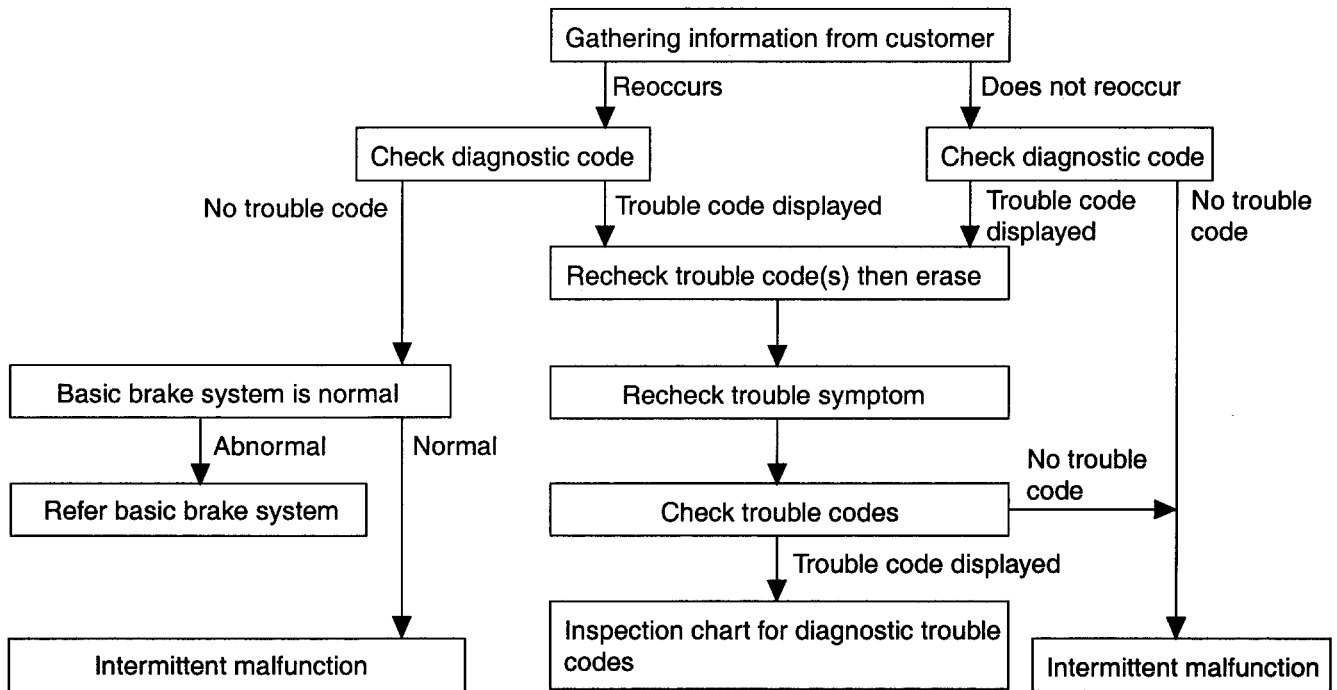 Gathering information from customer
Reoccurs
Does not reoccur
Check diagnostic code
Check diagnostic code
No trouble code
Trouble code displayed
Trouble code
displayed
No trouble
code
Recheck trouble code(s) then erase
Basic brake system is normal
Recheck trouble symptom
Abnormal
Normal
No trouble
code
Refer basic brake system
Check trouble codes
Trouble code displayed
Inspection chart for diagnostic trouble
codes
Intermittent malfunction
Intermittent malfunction